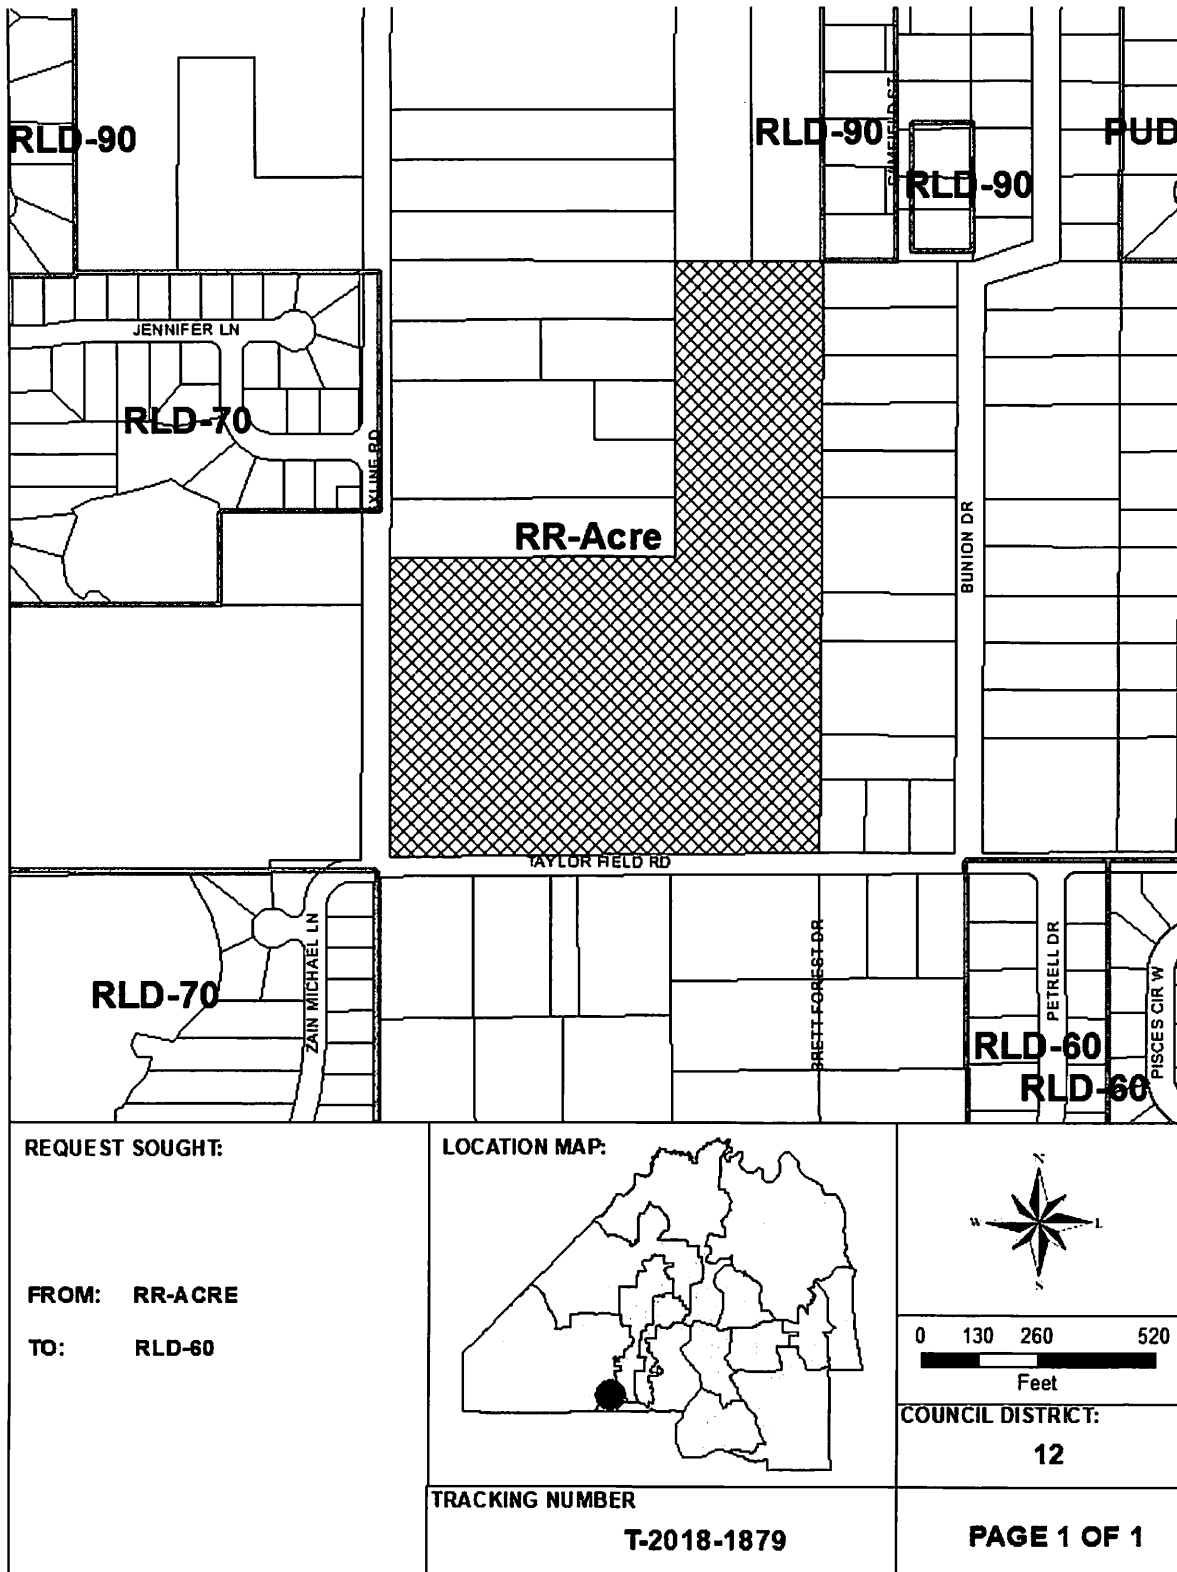 RLD-90
RLD-90
RLD-90
PUD
JENNIFER LN
RLD-70
RR-Acre
BUNION DR
TAYLOR FIELD RD
ZAIN MICHAEL LN
RLD-70
BRETT FOREST DR
PETRELL DR
PISCES CIR W
RLD-60
RLD-60
REQUEST SOUGHT:
FROM: RR-ACRE
TO: RLD-60
LOCATION MAP:
N
W
S
0 130 260 520
Feet
COUNCIL DISTRICT:
12
TRACKING NUMBER
T-2018-1879
PAGE 1 OF 1